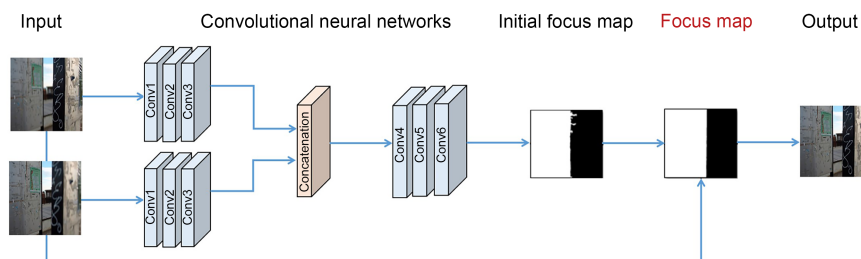 Input
Convolutional neural networks
Initial focus map
Focus map
Output
Conv1
Conv2
Conv3
Conv1
Conv2
Conv3
Concatenation
Conv4
Conv5
Conv6